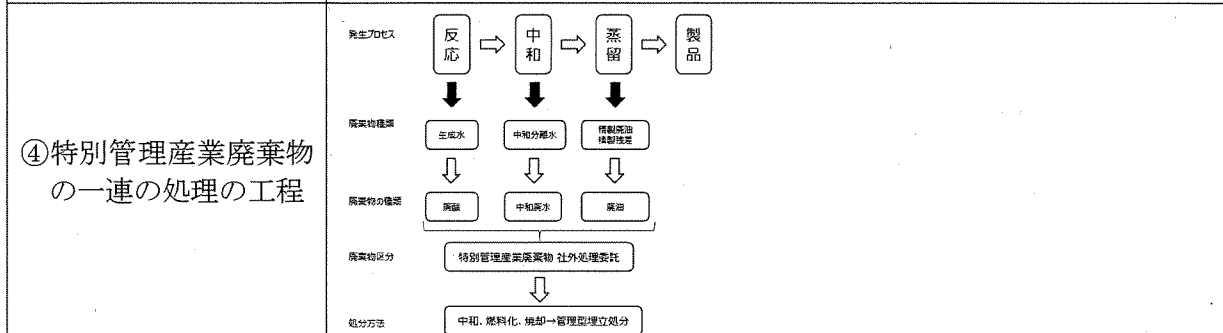 ④特別管理産業廃棄物
の一連の処理の工程
発生プロセス
反応
中和
蒸留
製品
廃棄物種類
生成水
中和分離水
精製廃油
精製残差
廃棄物の種類
廃酸
中和廃水
廃油
廃棄物区分
特別管理産業廃棄物 社外処理委託
処分方法
中和、燃料化、焼却→管理型埋立処分